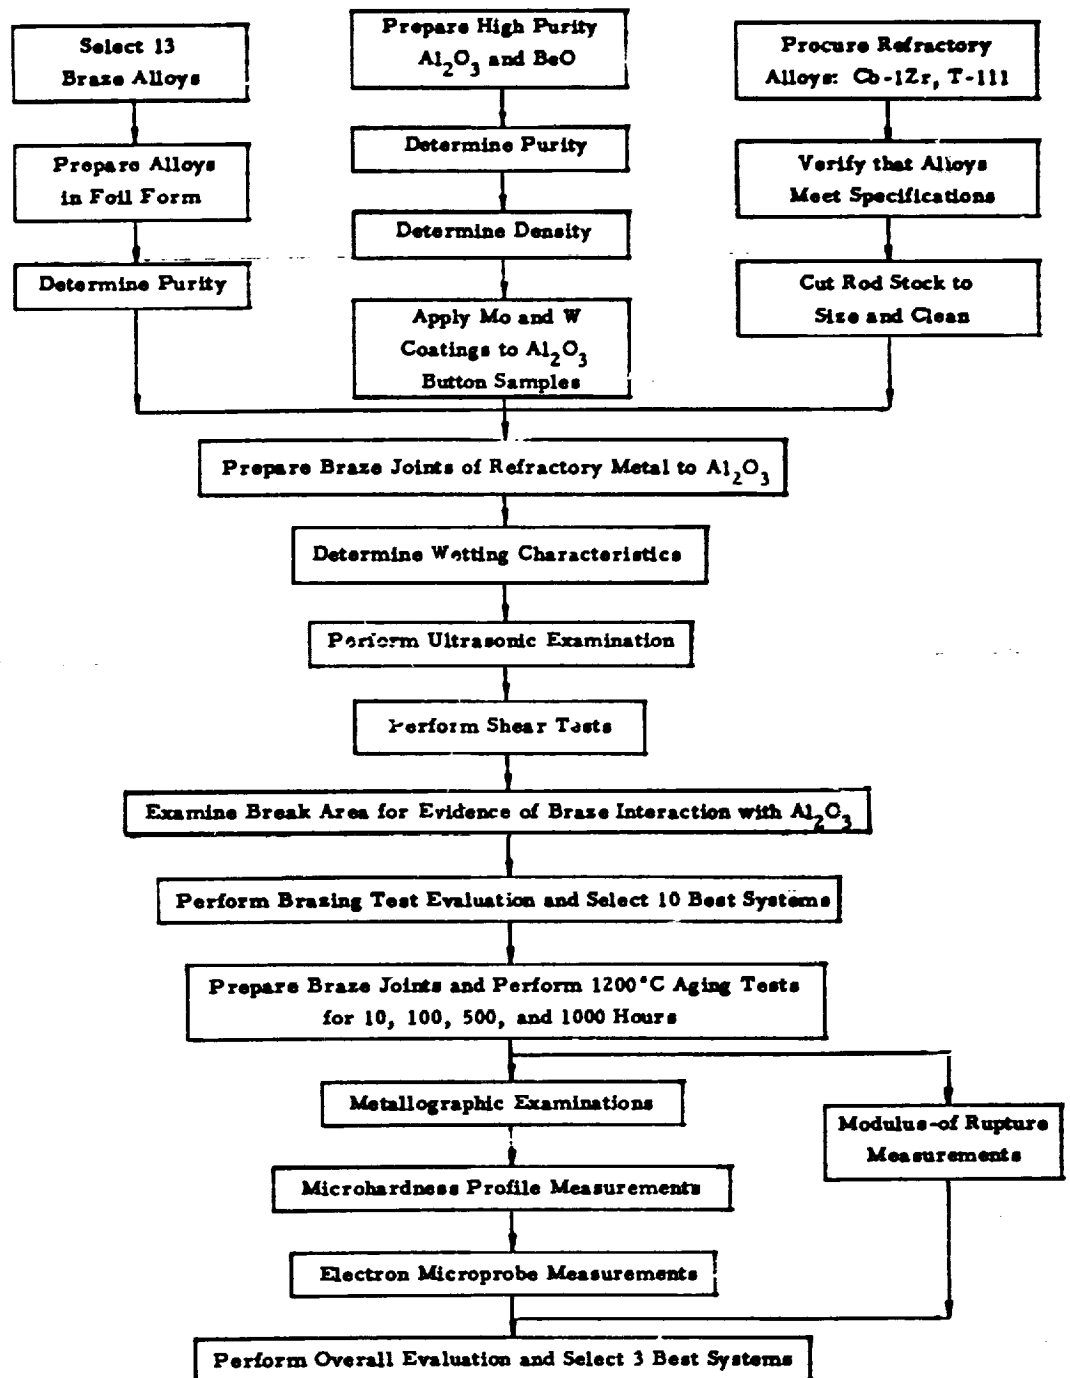 Select 13
Braze Alloys
Prepare Alloys
in Foil Form
Determine Purity
Prepare High Purity
Al₂O₃ and BeO
Determine Purity
Determine Density
Apply Mo and W
Coatings to Al₂O₃
Button Samples
Procure Refractory
Alloys: Cb-1Zr, T-111
Verify that Alloys
Meet Specifications
Cut Rod Stock to
Size and Clean
Prepare Braze Joints of Refractory Metal to Al₂O₃
Determine Wetting Characteristics
Perform Ultrasonic Examination
Perform Shear Tests
Examine Break Area for Evidence of Braze Interaction with Al₂O₃
Perform Brazing Test Evaluation and Select 10 Best Systems
Prepare Braze Joints and Perform 1200°C Aging Tests
for 10, 100, 500, and 1000 Hours
Metallographic Examinations
Modulus-of Rupture
Measurements
Microhardness Profile Measurements
Electron Microprobe Measurements
Perform Overall Evaluation and Select 3 Best Systems